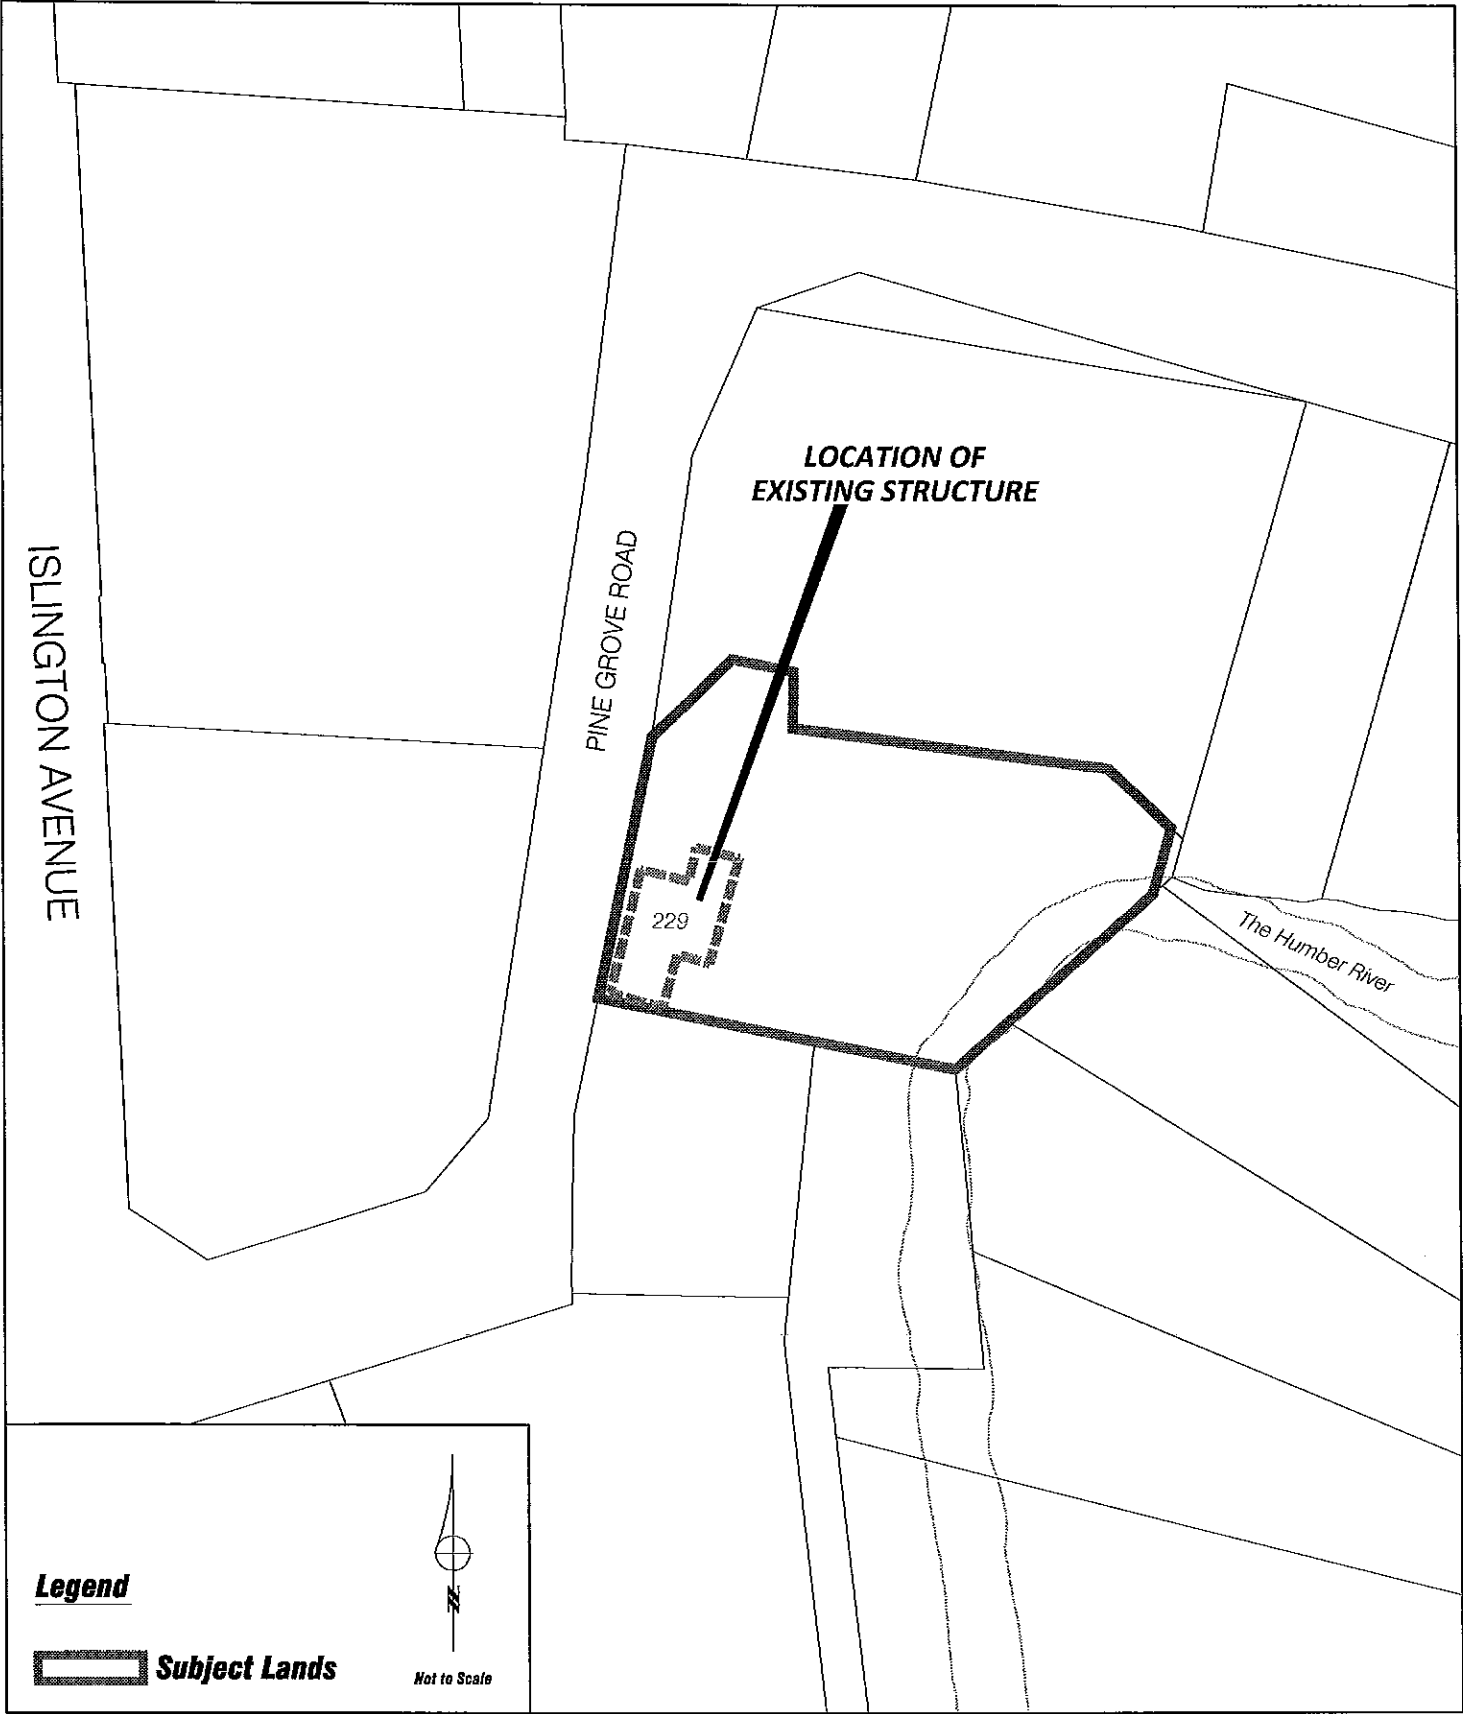 LOCATION OF
EXISTING STRUCTURE
ISLINGTON AVENUE
PINE GROVE ROAD
229
The Humber River
Legend
N
Subject Lands
Not to Scale